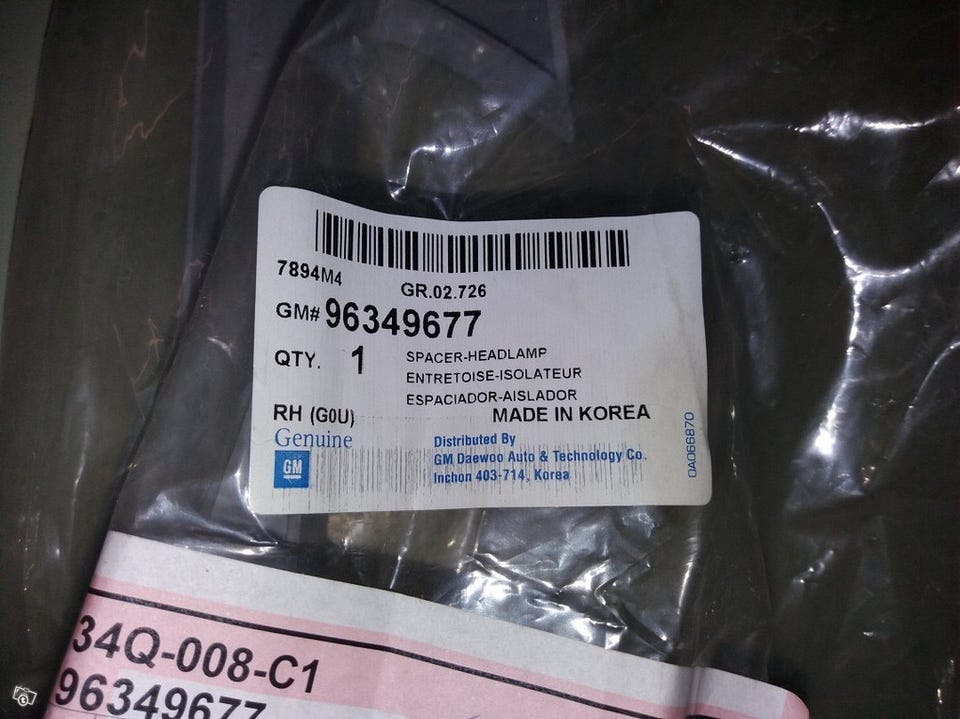 7894M4
GR.02.726
GM# 96349677
QTY. 1
SPACER-HEADLAMP
ENTRETOISE-ISOLATEUR
ESPACIADOR-AISLADOR
RH (G0U)
MADE IN KOREA
Genuine
GM
Distributed By
GM Daewoo Auto & Technology Co.
Inchon 403-714, Korea
0A066870
34Q-008-C1
96349677
t